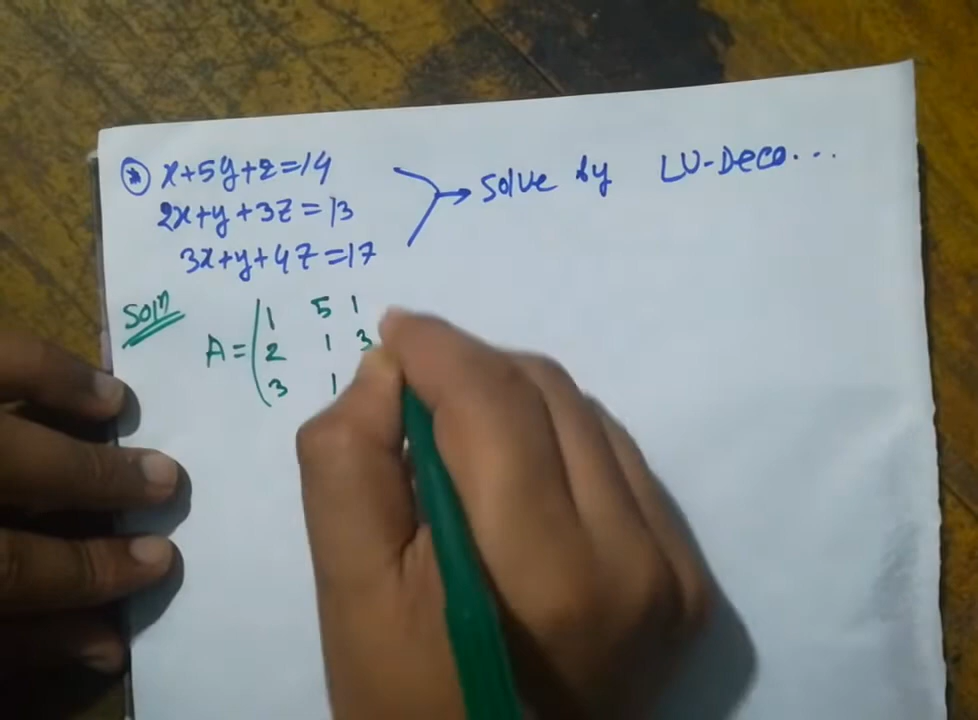 * x+5y+z=14
2x+y+3z=13
3x+y+4z=17
→ Solve by LU-Deco...
Solⁿ
A= ( 1 5 1
2 1 3
3 1